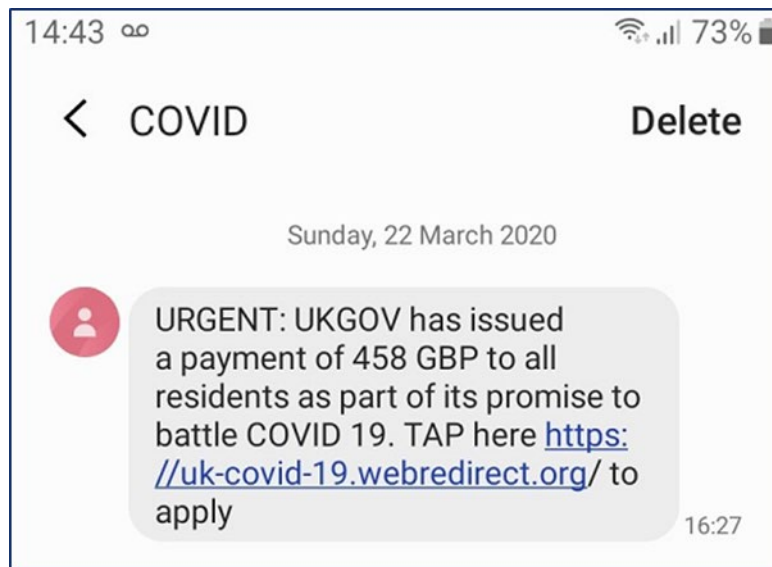 14:43 73%
COVID Delete
Sunday, 22 March 2020
URGENT: UKGOV has issued
a payment of 458 GBP to all
residents as part of its promise to
battle COVID 19. TAP here https:
//uk-covid-19.webredirect.org/ to
apply
16:27